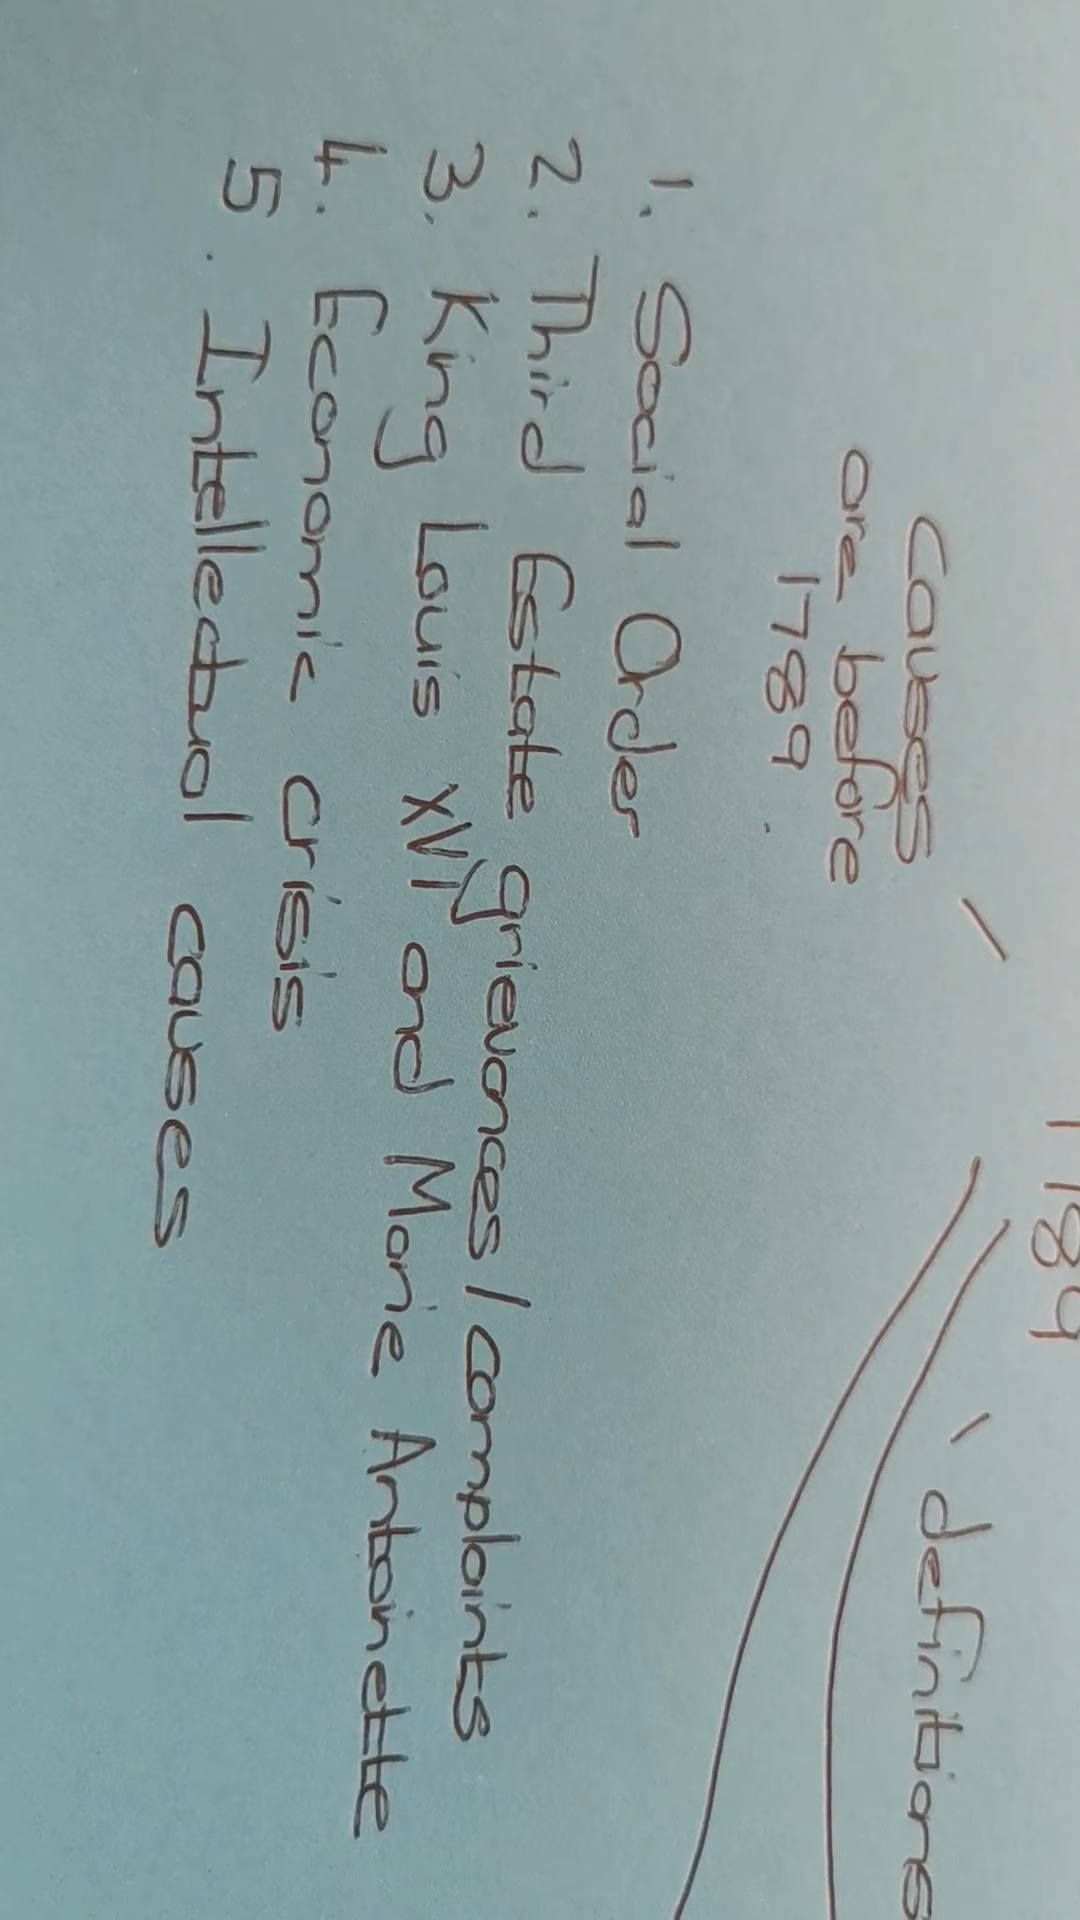 1789
causes
are before
1789.
definitions
1. Social Order
2. Third Estate grievances/complaints
3. King Louis XVI and Marie Antoinette
4. Economic crisis
5. Intellectual causes